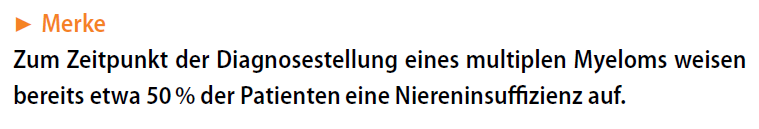 ► Merke
Zum Zeitpunkt der Diagnosestellung eines multiplen Myeloms weisen
bereits etwa 50 % der Patienten eine Niereninsuffizienz auf.